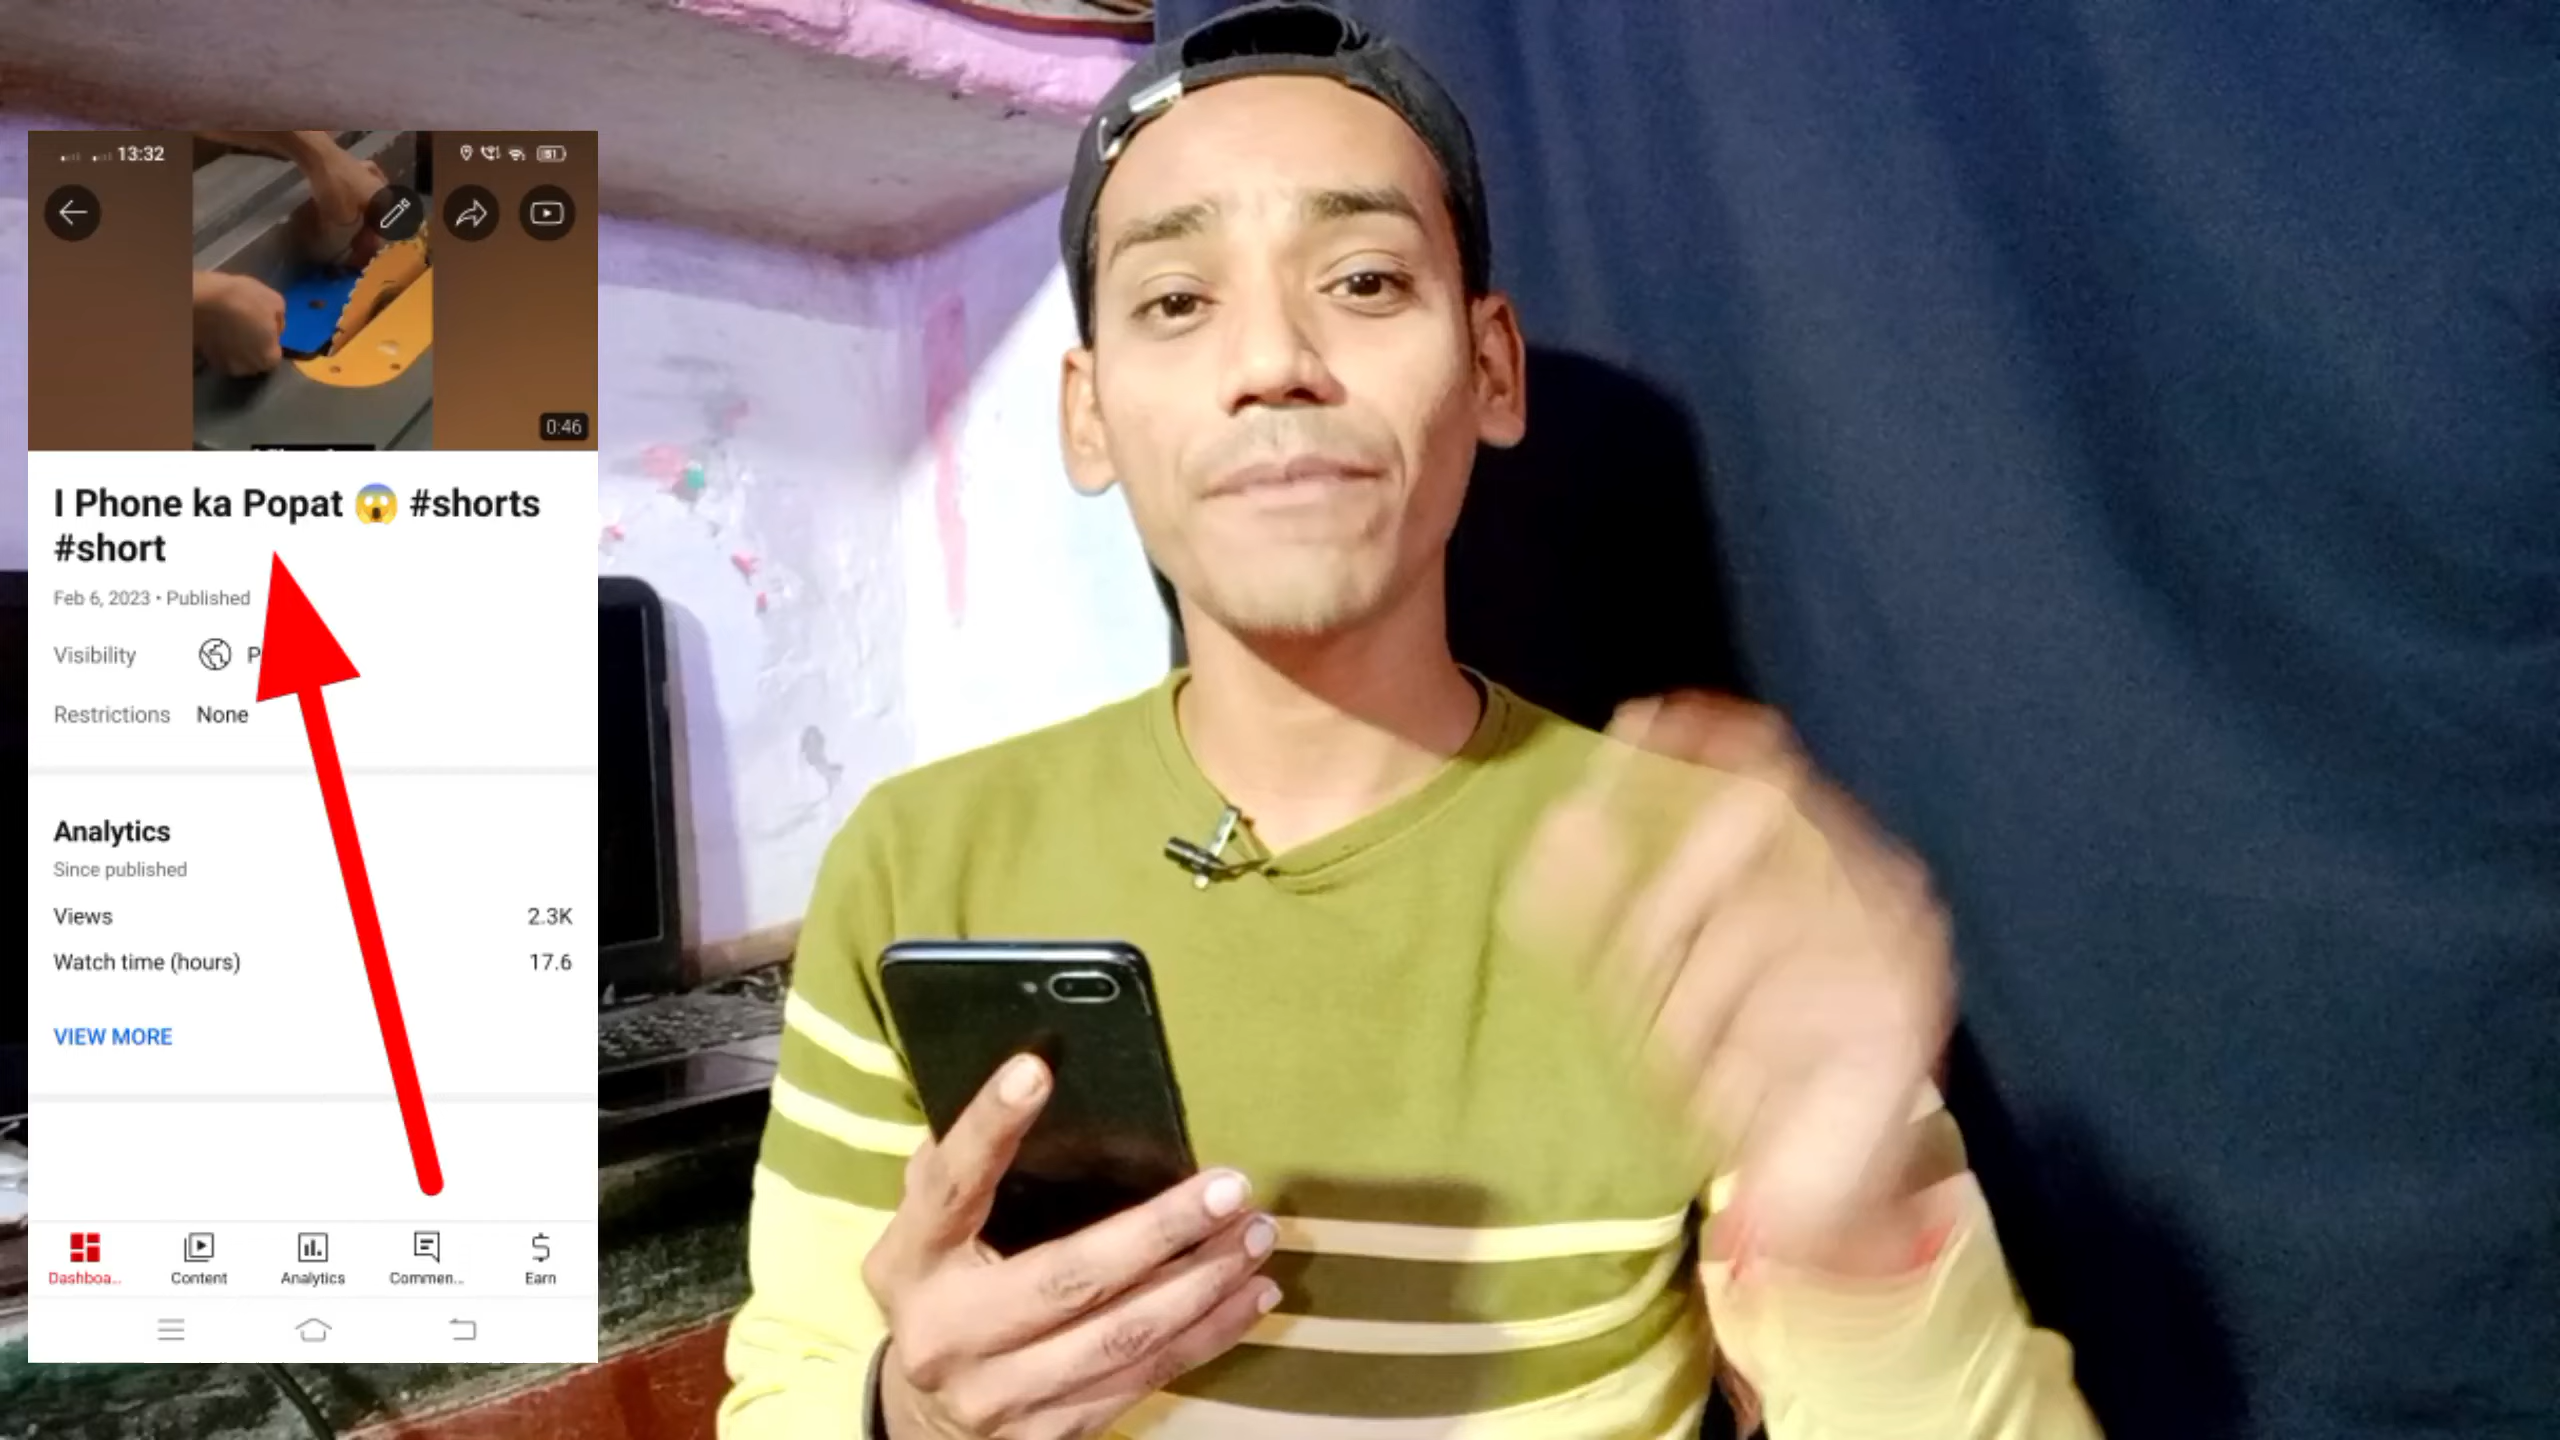 13:32
51
0:46
I Phone ka Popat 😱 #shorts
#short
Feb 6, 2023 • Published
Visibility P
Restrictions None
Analytics
Since published
Views 2.3K
Watch time (hours) 17.6
VIEW MORE
Dashboa...
Content
Analytics
Commen...
Earn